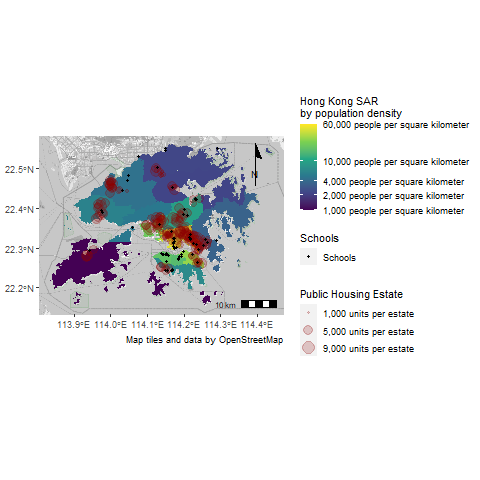 Hong Kong SAR
by population density
60,000 people per square kilometer
10,000 people per square kilometer
4,000 people per square kilometer
2,000 people per square kilometer
1,000 people per square kilometer
Schools
Schools
Public Housing Estate
1,000 units per estate
5,000 units per estate
9,000 units per estate
N
22.5°N
22.4°N
22.3°N
22.2°N
10 km
113.9°E 114.0°E 114.1°E 114.2°E 114.3°E 114.4°E
Map tiles and data by OpenStreetMap